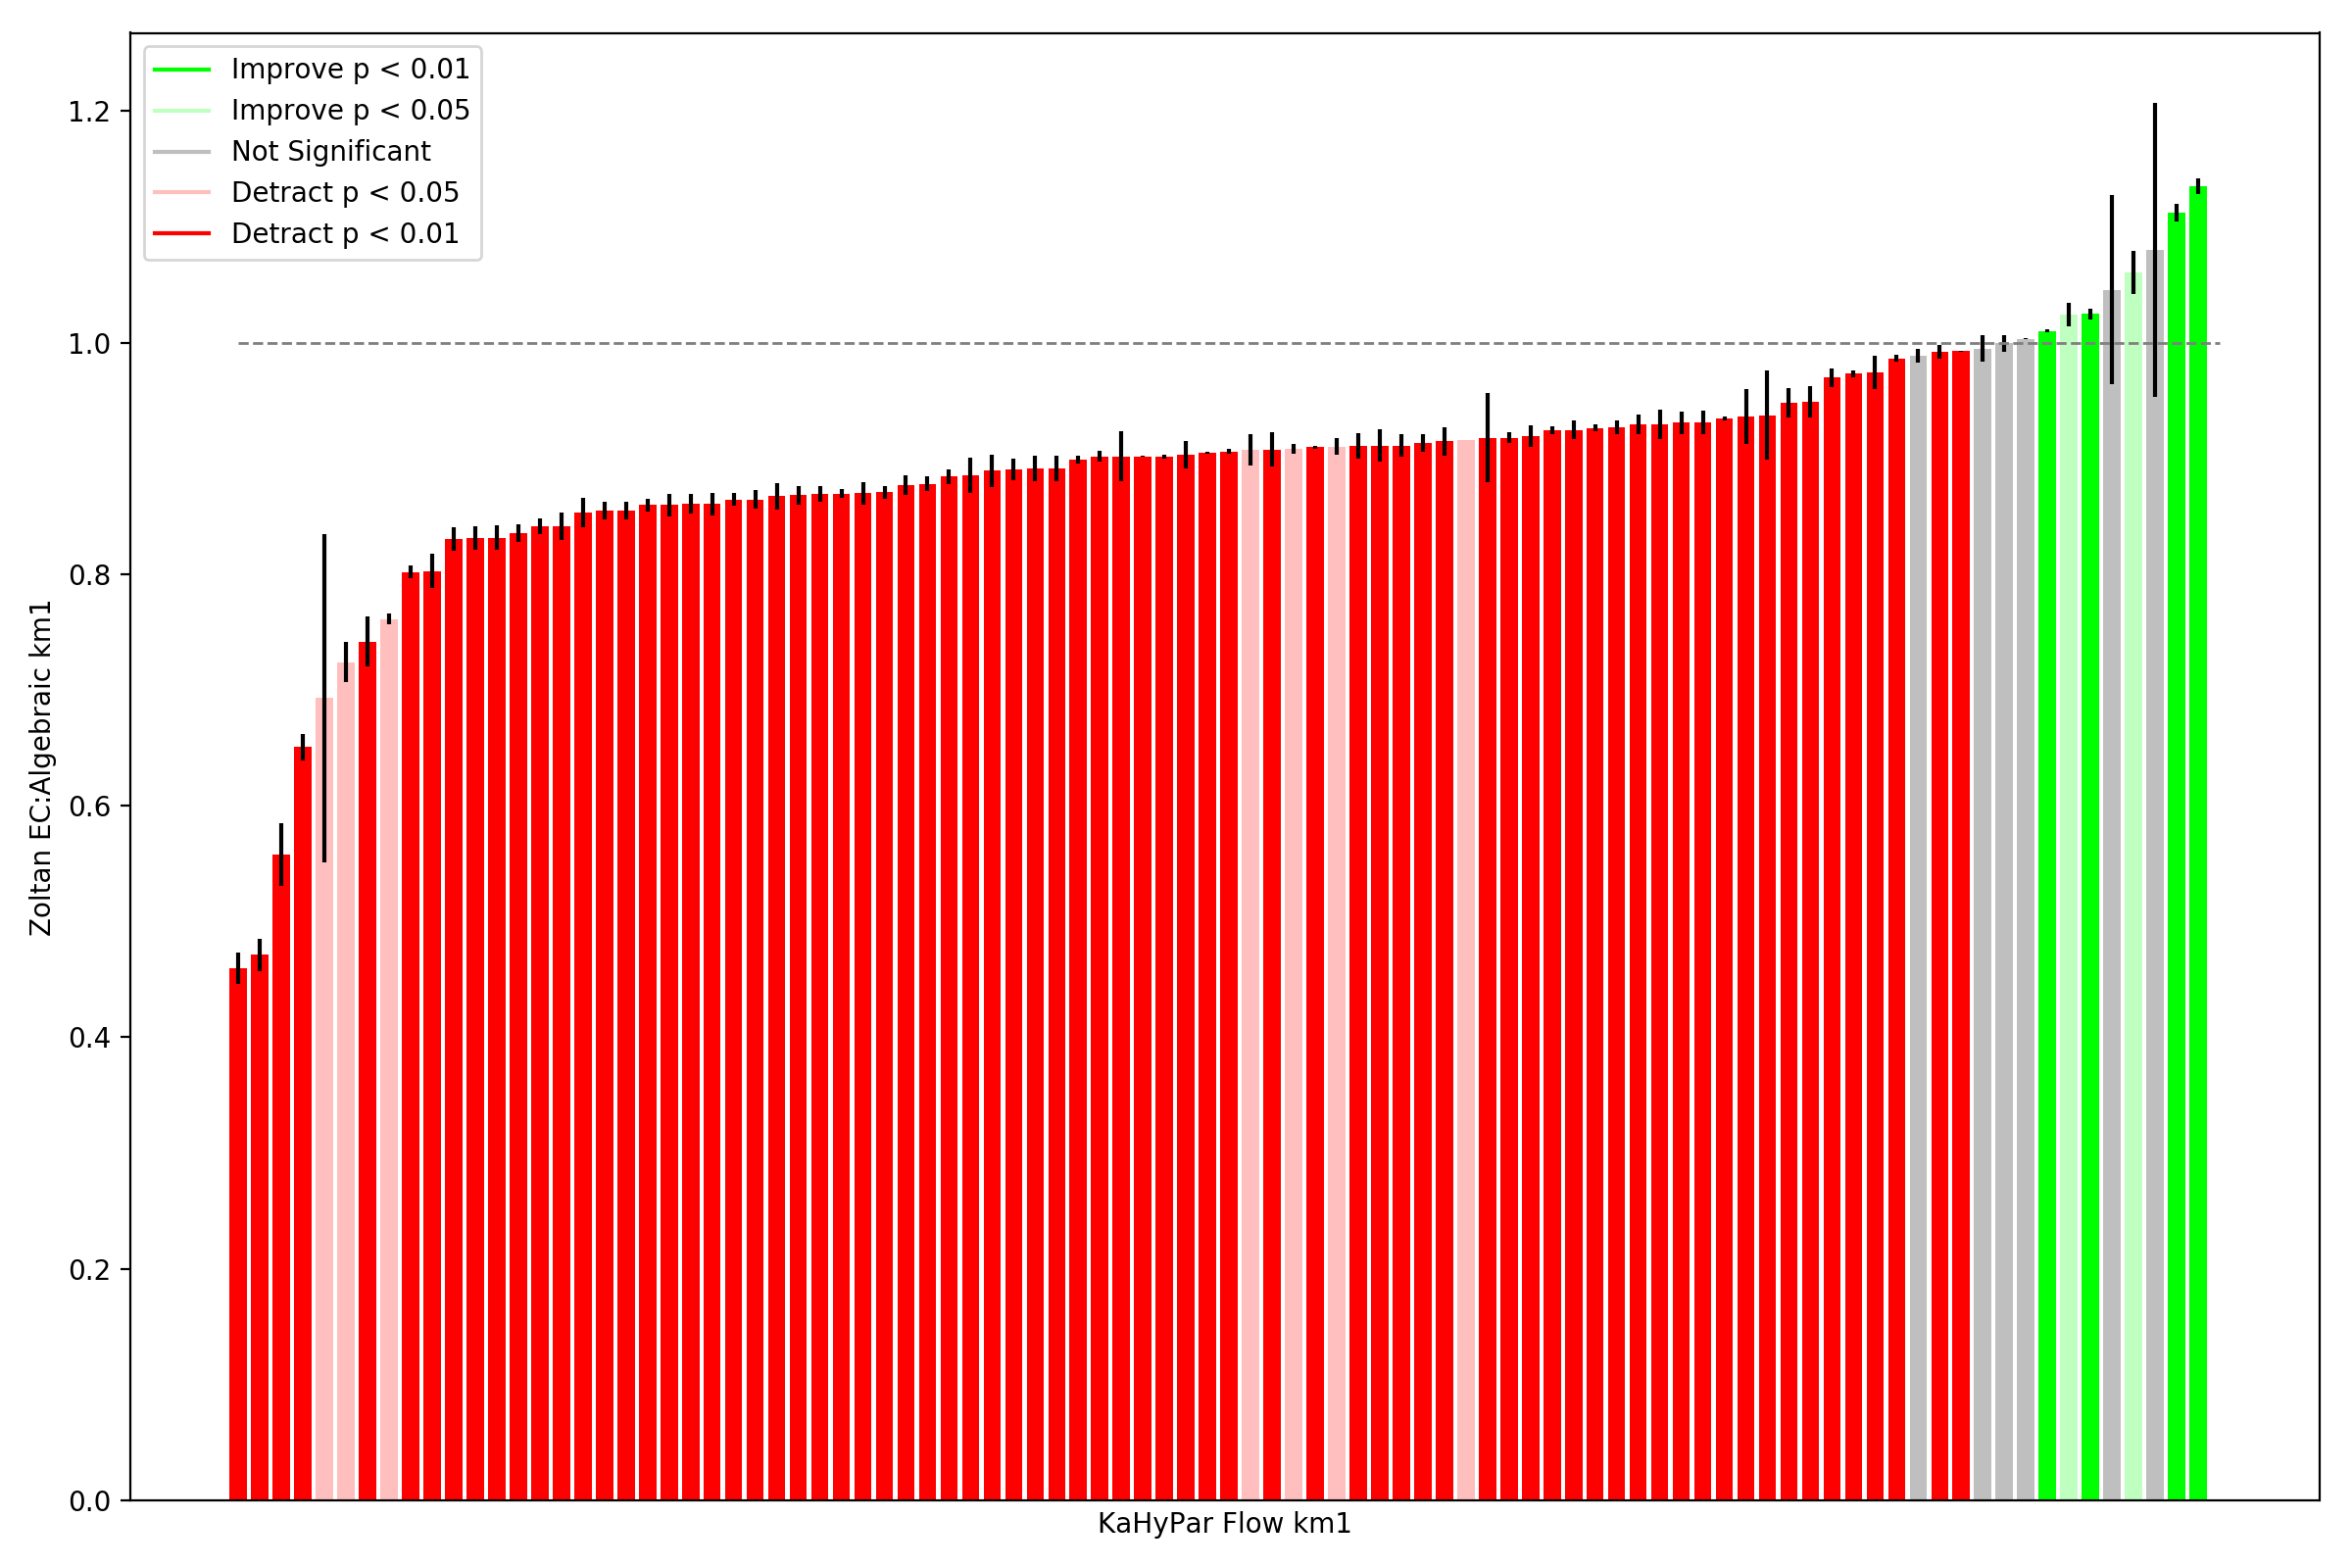 Improve p < 0.01
Improve p < 0.05
Not Significant
Detract p < 0.05
Detract p < 0.01
1.2
1.0
0.8
0.6
0.4
0.2
0.0
Zoltan EC:Algebraic km1
KaHyPar Flow km1